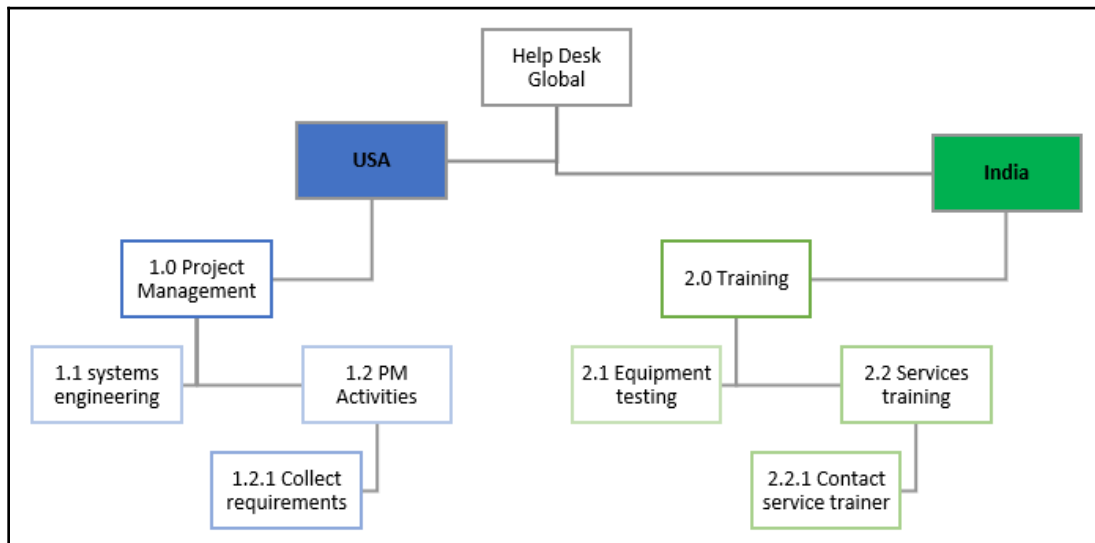 Help Desk
Global
USA
India
1.0 Project
Management
2.0 Training
1.1 systems
engineering
1.2 PM
Activities
2.1 Equipment
testing
2.2 Services
training
1.2.1 Collect
requirements
2.2.1 Contact
service trainer